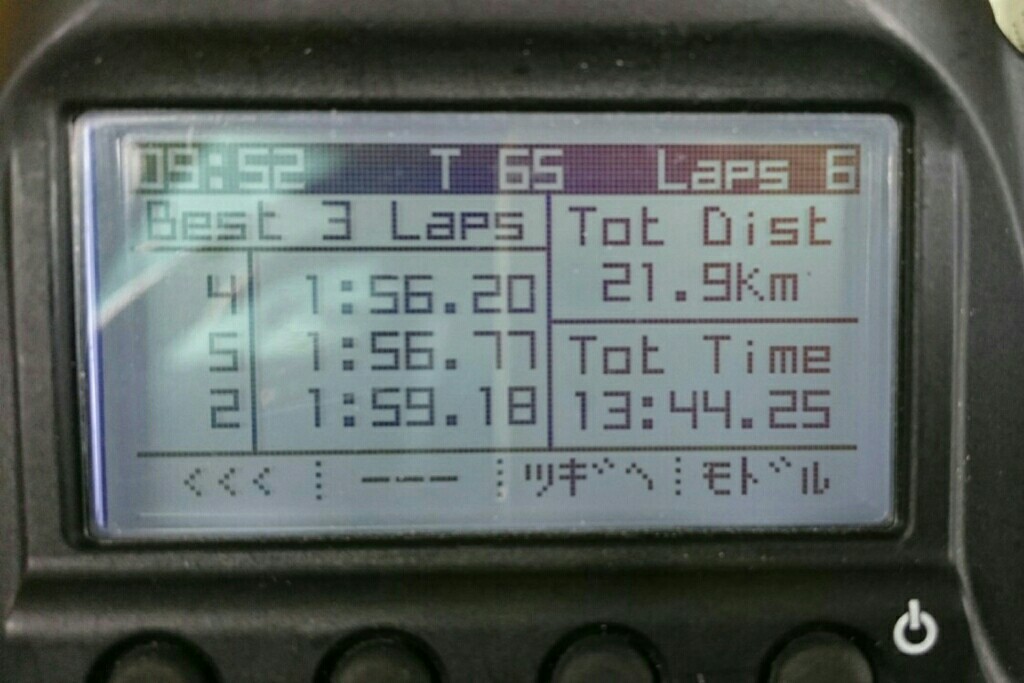 09:52 T 65 Laps 6
Best 3 Laps
4 1:56.20
5 1:56.77
2 1:59.18
Tot Dist
21.9Km
Tot Time
13:44.25
<<< --- ツギヘ モドル